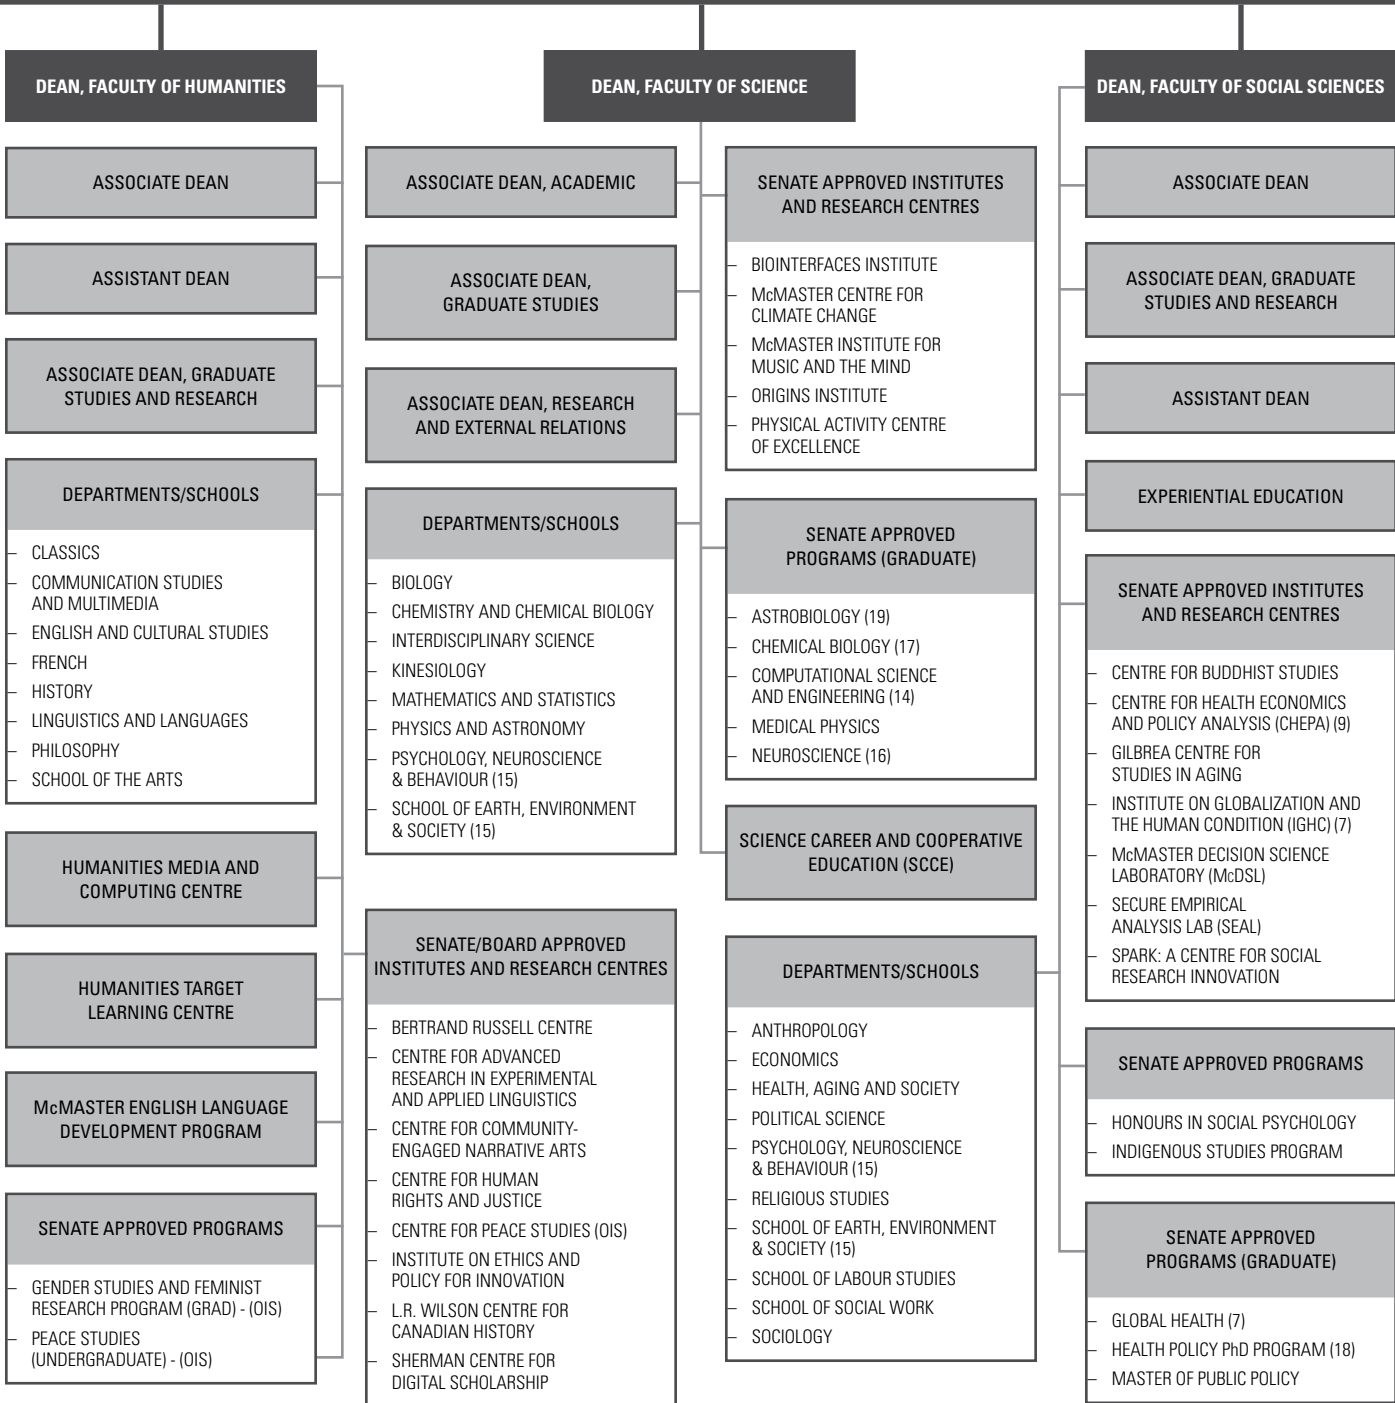 DEAN, FACULTY OF HUMANITIES
ASSOCIATE DEAN
ASSISTANT DEAN
ASSOCIATE DEAN, GRADUATE
STUDIES AND RESEARCH
DEPARTMENTS/SCHOOLS
– CLASSICS
– COMMUNICATION STUDIES
AND MULTIMEDIA
– ENGLISH AND CULTURAL STUDIES
– FRENCH
– HISTORY
– LINGUISTICS AND LANGUAGES
– PHILOSOPHY
– SCHOOL OF THE ARTS
HUMANITIES MEDIA AND
COMPUTING CENTRE
HUMANITIES TARGET
LEARNING CENTRE
McMASTER ENGLISH LANGUAGE
DEVELOPMENT PROGRAM
SENATE APPROVED PROGRAMS
– GENDER STUDIES AND FEMINIST
RESEARCH PROGRAM (GRAD) - (OIS)
– PEACE STUDIES
(UNDERGRADUATE) - (OIS)
SENATE/BOARD APPROVED
INSTITUTES AND RESEARCH CENTRES
– BERTRAND RUSSELL CENTRE
– CENTRE FOR ADVANCED
RESEARCH IN EXPERIMENTAL
AND APPLIED LINGUISTICS
– CENTRE FOR COMMUNITY-
ENGAGED NARRATIVE ARTS
– CENTRE FOR HUMAN
RIGHTS AND JUSTICE
– CENTRE FOR PEACE STUDIES (OIS)
– INSTITUTE ON ETHICS AND
POLICY FOR INNOVATION
– L.R. WILSON CENTRE FOR
CANADIAN HISTORY
– SHERMAN CENTRE FOR
DIGITAL SCHOLARSHIP
DEAN, FACULTY OF SCIENCE
ASSOCIATE DEAN, ACADEMIC
ASSOCIATE DEAN,
GRADUATE STUDIES
ASSOCIATE DEAN, RESEARCH
AND EXTERNAL RELATIONS
DEPARTMENTS/SCHOOLS
– BIOLOGY
– CHEMISTRY AND CHEMICAL BIOLOGY
– INTERDISCIPLINARY SCIENCE
– KINESIOLOGY
– MATHEMATICS AND STATISTICS
– PHYSICS AND ASTRONOMY
– PSYCHOLOGY, NEUROSCIENCE
& BEHAVIOUR (15)
– SCHOOL OF EARTH, ENVIRONMENT
& SOCIETY (15)
SENATE APPROVED INSTITUTES
AND RESEARCH CENTRES
– BIOINTERFACES INSTITUTE
– McMASTER CENTRE FOR
CLIMATE CHANGE
– McMASTER INSTITUTE FOR
MUSIC AND THE MIND
– ORIGINS INSTITUTE
– PHYSICAL ACTIVITY CENTRE
OF EXCELLENCE
SENATE APPROVED
PROGRAMS (GRADUATE)
– ASTROBIOLOGY (19)
– CHEMICAL BIOLOGY (17)
– COMPUTATIONAL SCIENCE
AND ENGINEERING (14)
– MEDICAL PHYSICS
– NEUROSCIENCE (16)
SCIENCE CAREER AND COOPERATIVE
EDUCATION (SCCE)
DEAN, FACULTY OF SOCIAL SCIENCES
ASSOCIATE DEAN
ASSOCIATE DEAN, GRADUATE
STUDIES AND RESEARCH
ASSISTANT DEAN
EXPERIENTIAL EDUCATION
SENATE APPROVED INSTITUTES
AND RESEARCH CENTRES
– CENTRE FOR BUDDHIST STUDIES
– CENTRE FOR HEALTH ECONOMICS
AND POLICY ANALYSIS (CHEPA) (9)
– GILBREA CENTRE FOR
STUDIES IN AGING
– INSTITUTE ON GLOBALIZATION AND
THE HUMAN CONDITION (IGHC) (7)
– McMASTER DECISION SCIENCE
LABORATORY (McDSL)
– SECURE EMPIRICAL
ANALYSIS LAB (SEAL)
– SPARK: A CENTRE FOR SOCIAL
RESEARCH INNOVATION
DEPARTMENTS/SCHOOLS
– ANTHROPOLOGY
– ECONOMICS
– HEALTH, AGING AND SOCIETY
– POLITICAL SCIENCE
– PSYCHOLOGY, NEUROSCIENCE
& BEHAVIOUR (15)
– RELIGIOUS STUDIES
– SCHOOL OF EARTH, ENVIRONMENT
& SOCIETY (15)
– SCHOOL OF LABOUR STUDIES
– SCHOOL OF SOCIAL WORK
– SOCIOLOGY
SENATE APPROVED PROGRAMS
– HONOURS IN SOCIAL PSYCHOLOGY
– INDIGENOUS STUDIES PROGRAM
SENATE APPROVED
PROGRAMS (GRADUATE)
– GLOBAL HEALTH (7)
– HEALTH POLICY PhD PROGRAM (18)
– MASTER OF PUBLIC POLICY